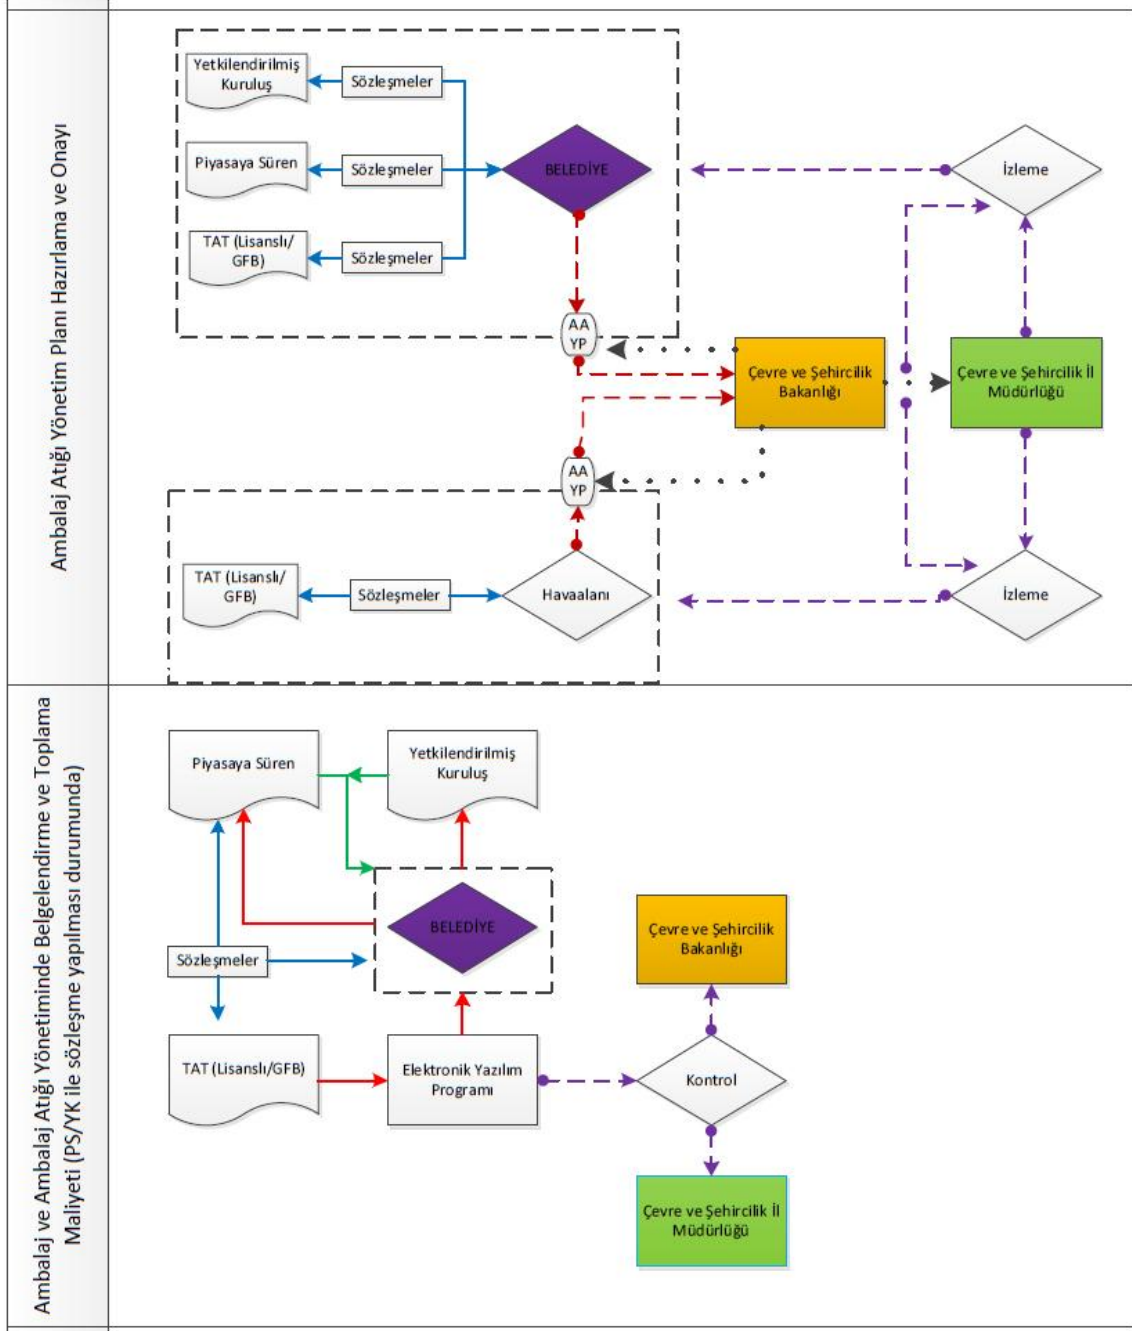 Ambalaj Atığı Yönetim Planı Hazırlama ve Onayı
Yetkilendirilmiş
Kuruluş
Sözleşmeler
Piyasaya Süren
Sözleşmeler
BELEDİYE
İzleme
TAT (Lisanslı/
GFB)
Sözleşmeler
AA
YP
Çevre ve Şehircilik
Bakanlığı
Çevre ve Şehircilik İl
Müdürlüğü
AA
YP
TAT (Lisanslı/
GFB)
Sözleşmeler
Havaalanı
İzleme
Ambalaj ve Ambalaj Atığı Yönetiminde Belgelendirme ve Toplama
Maliyeti (PS/YK ile sözleşme yapılması durumunda)
Piyasaya Süren
Yetkilendirilmiş
Kuruluş
BELEDİYE
Çevre ve Şehircilik
Bakanlığı
Sözleşmeler
TAT (Lisanslı/GFB)
Elektronik Yazılım
Programı
Kontrol
Çevre ve Şehircilik İl
Müdürlüğü